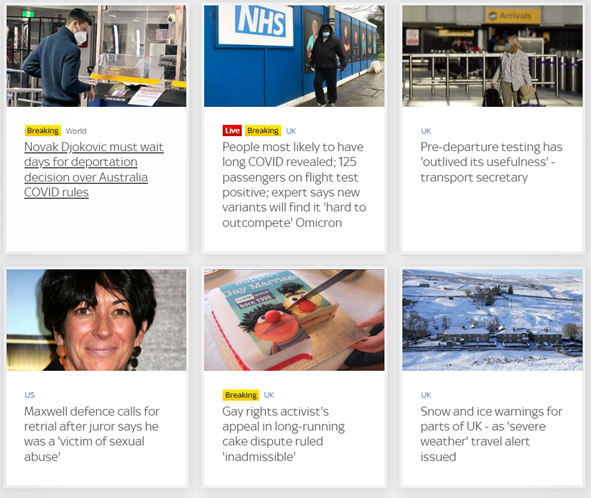 NHS
Arrivals
Breaking World
Novak Djokovic must wait
days for deportation
decision over Australia
COVID rules
Live Breaking UK
People most likely to have
long COVID revealed; 125
passengers on flight test
positive; expert says new
variants will find it 'hard to
outcompete' Omicron
UK
Pre-departure testing has
'outlived its usefulness' -
transport secretary
Gay Marriage
US
Maxwell defence calls for
retrial after juror says he
was a 'victim of sexual
abuse'
Breaking UK
Gay rights activist's
appeal in long-running
cake dispute ruled
'inadmissible'
UK
Snow and ice warnings for
parts of UK - as 'severe
weather' travel alert
issued